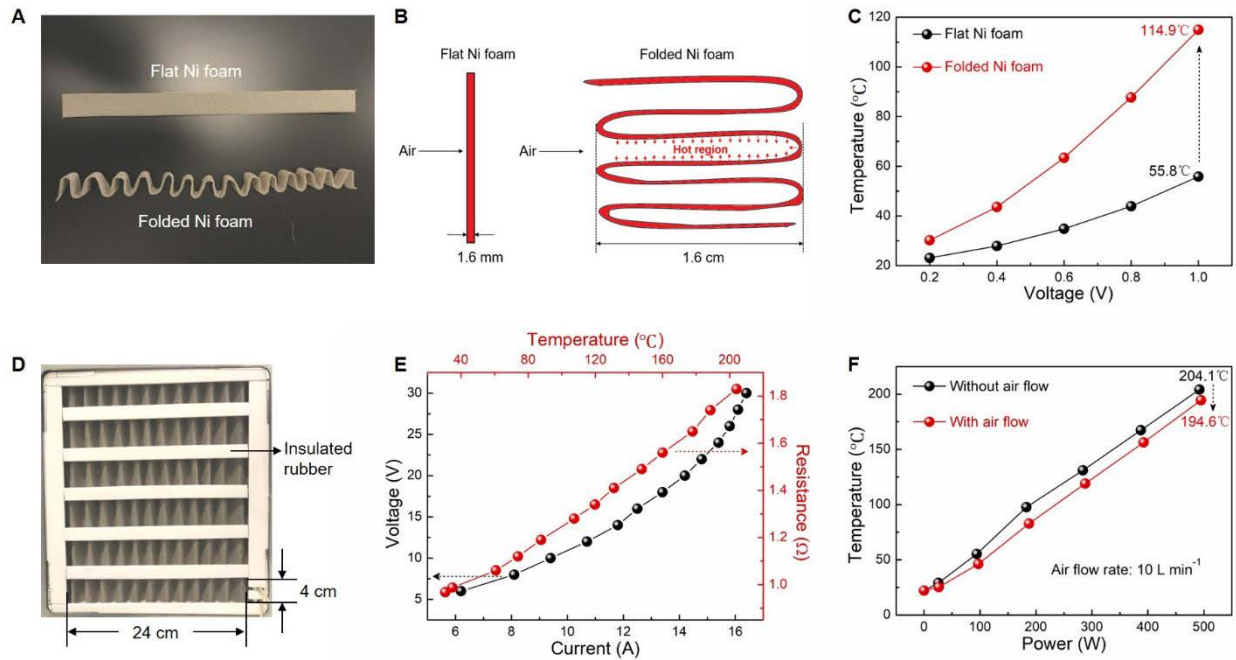 A
Flat Ni foam
Folded Ni foam
B
Flat Ni foam
Folded Ni foam
Air
Air
Hot region
1.6 mm
1.6 cm
C
Flat Ni foam
Folded Ni foam
114.9℃
55.8℃
Temperature (℃)
120
100
80
60
40
20
0.2
0.4
0.6
0.8
1.0
Voltage (V)
D
Insulated
rubber
4 cm
24 cm
E
Temperature (℃)
40
80
120
160
200
Voltage (V)
30
25
20
15
10
5
Resistance (Ω)
1.8
1.6
1.4
1.2
1.0
6
8
10
12
14
16
Current (A)
F
Without air flow
With air flow
204.1℃
194.6℃
Temperature (℃)
200
150
100
50
0
Air flow rate: 10 L min⁻¹
0
100
200
300
400
500
Power (W)